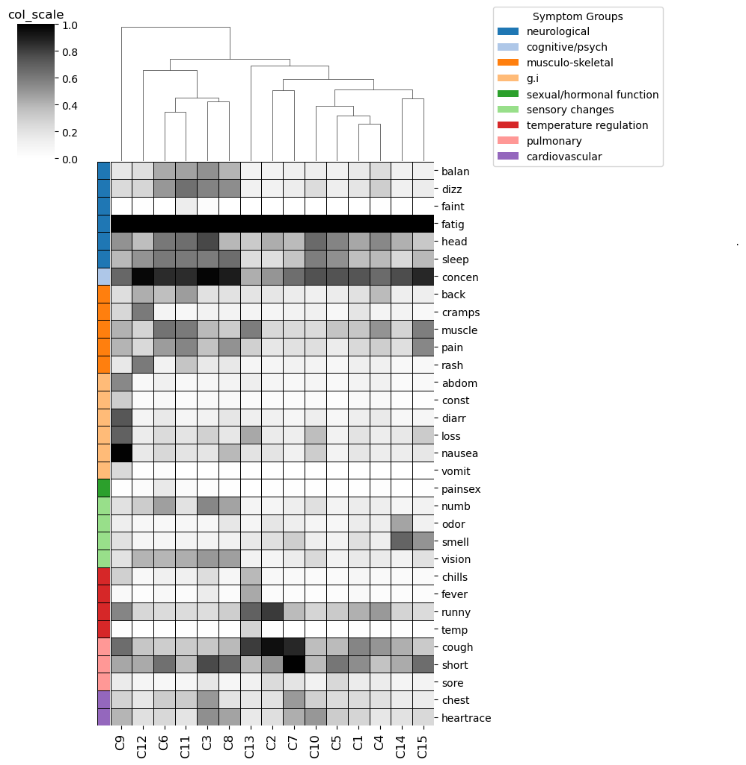 col_scale
1.0
0.8
0.6
0.4
0.2
0.0
Symptom Groups
neurological
cognitive/psych
musculo-skeletal
g.i
sexual/hormonal function
sensory changes
temperature regulation
pulmonary
cardiovascular
balan
dizz
faint
fatig
head
sleep
concen
back
cramps
muscle
pain
rash
abdom
const
diarr
loss
nausea
vomit
painsex
numb
odor
smell
vision
chills
fever
runny
temp
cough
short
sore
chest
heartrace
C9 C12 C6 C11 C3 C8 C13 C2 C7 C10 C5 C1 C4 C14 C15
.